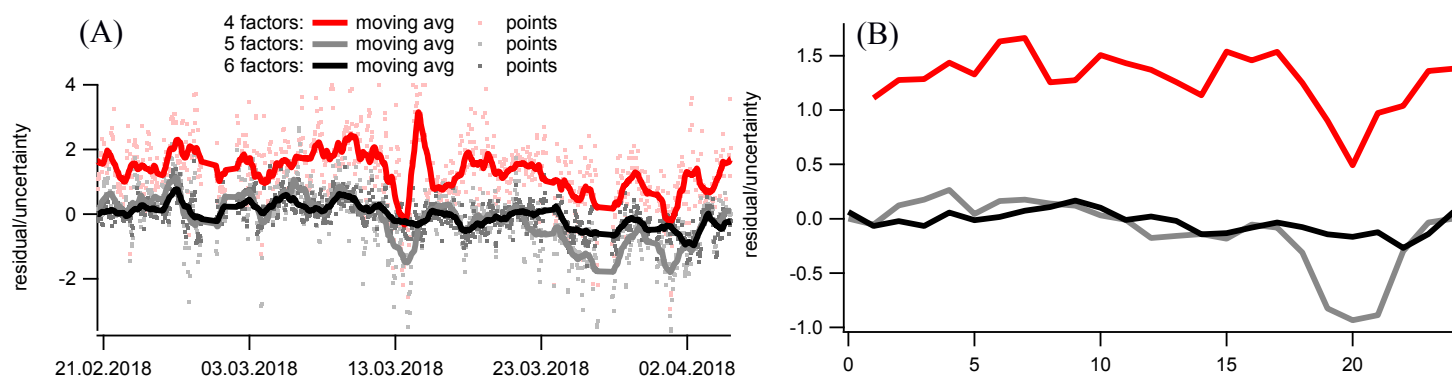 (A)
4 factors: moving avg points
5 factors: moving avg points
6 factors: moving avg points
4
2
0
-2
residual/uncertainty
21.02.2018 03.03.2018 13.03.2018 23.03.2018 02.04.2018
(B)
1.5
1.0
0.5
0.0
-0.5
-1.0
residual/uncertainty
0 5 10 15 20